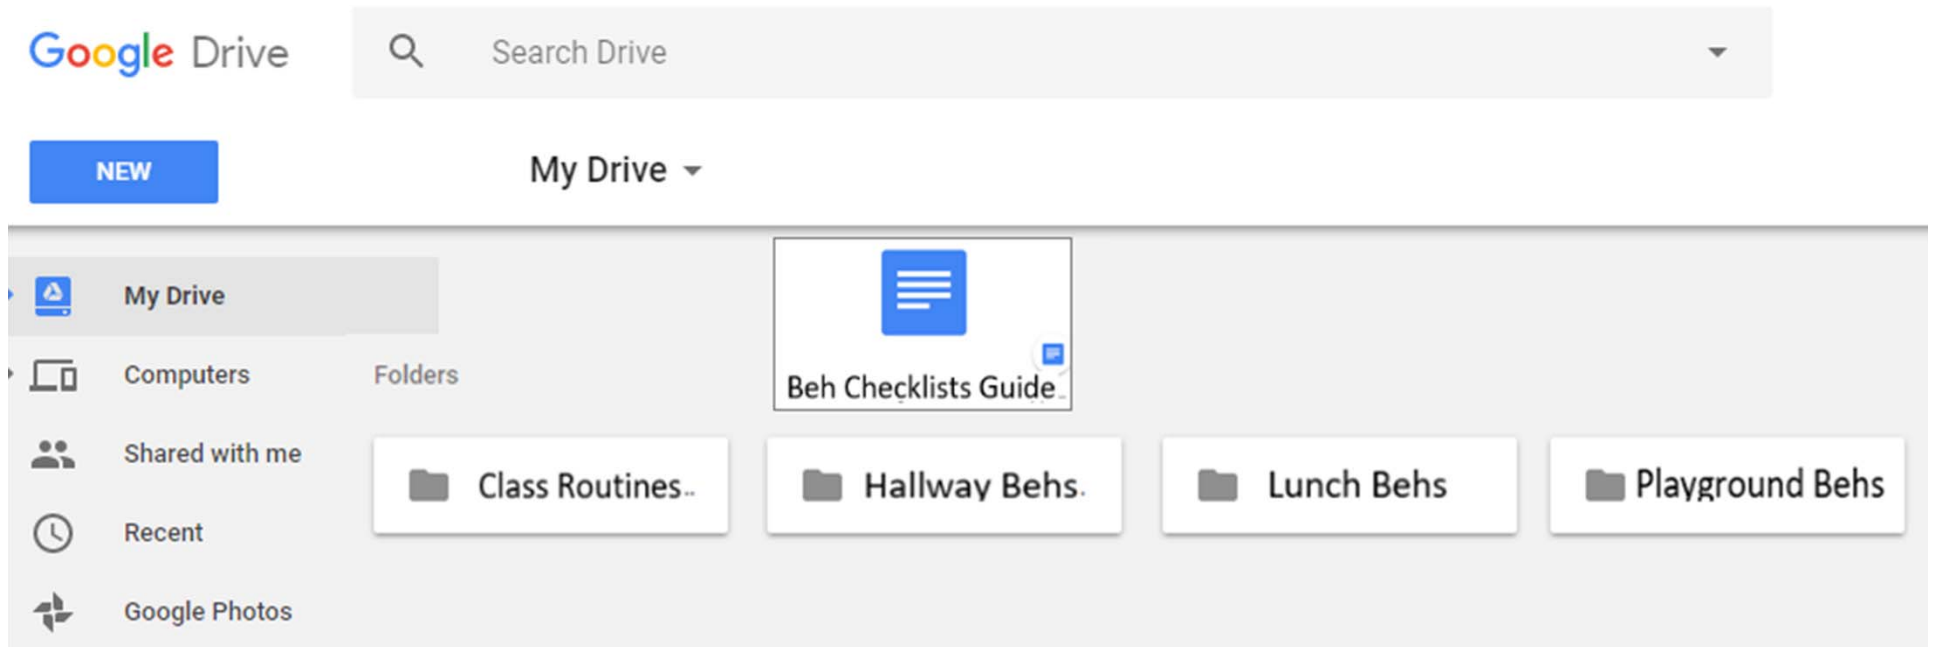 Google Drive
Search Drive
NEW
My Drive
My Drive
Computers
Shared with me
Recent
Google Photos
Folders
Beh Checklists Guide..
Class Routines..
Hallway Behs.
Lunch Behs
Playground Behs